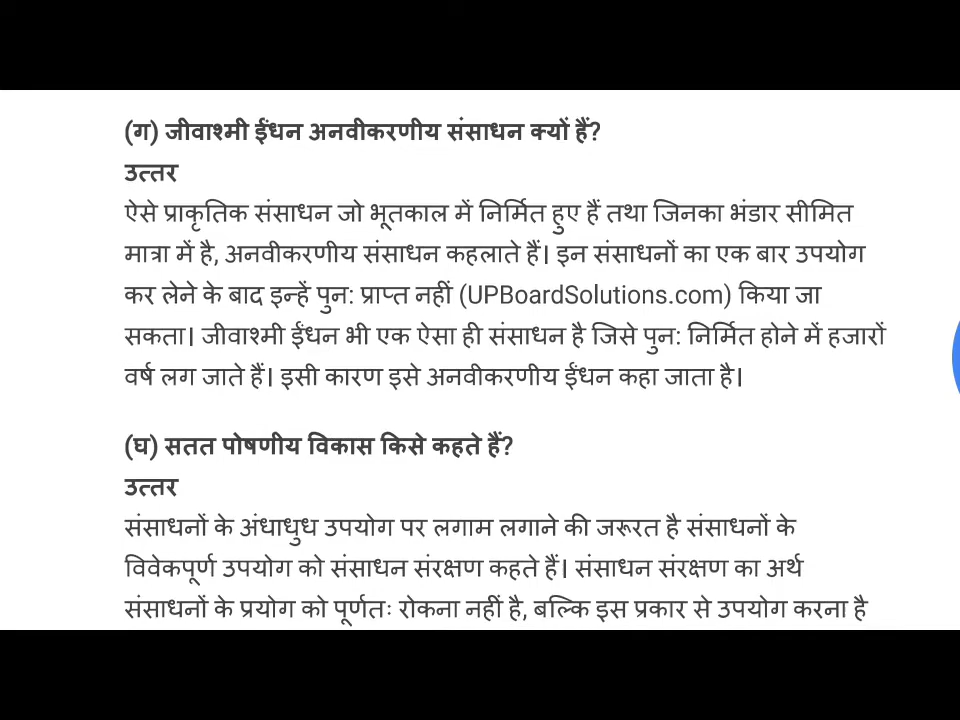 (ग) जीवाश्मी ईंधन अनवीकरणीय संसाधन क्यों हैं?
उत्तर
ऐसे प्राकृतिक संसाधन जो भूतकाल में निर्मित हुए हैं तथा जिनका भंडार सीमित
मात्रा में है, अनवीकरणीय संसाधन कहलाते हैं। इन संसाधनों का एक बार उपयोग
कर लेने के बाद इन्हें पुन: प्राप्त नहीं (UPBoardSolutions.com) किया जा
सकता। जीवाश्मी ईंधन भी एक ऐसा ही संसाधन है जिसे पुन: निर्मित होने में हजारों
वर्ष लग जाते हैं। इसी कारण इसे अनवीकरणीय ईंधन कहा जाता है।
(घ) सतत पोषणीय विकास किसे कहते हैं?
उत्तर
संसाधनों के अंधाधुध उपयोग पर लगाम लगाने की जरूरत है संसाधनों के
विवेकपूर्ण उपयोग को संसाधन संरक्षण कहते हैं। संसाधन संरक्षण का अर्थ
संसाधनों के प्रयोग को पूर्णतः रोकना नहीं है, बल्कि इस प्रकार से उपयोग करना है